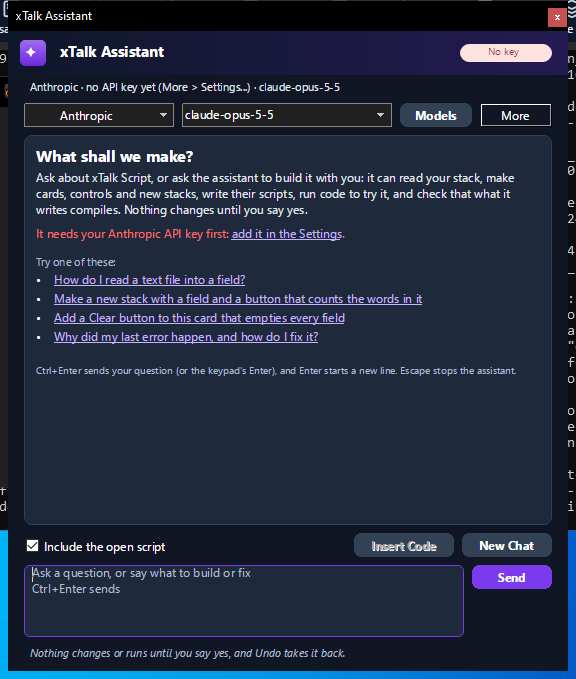 xTalk Assistant
x
xTalk Assistant
No key
Anthropic · no API key yet (More > Settings...) · claude-opus-5-5
Anthropic
claude-opus-5-5
Models
More
What shall we make?
Ask about xTalk Script, or ask the assistant to build it with you: it can read your stack, make
cards, controls and new stacks, write their scripts, run code to try it, and check that what it
writes compiles. Nothing changes until you say yes.
It needs your Anthropic API key first: add it in the Settings.
Try one of these:
• How do I read a text file into a field?
• Make a new stack with a field and a button that counts the words in it
• Add a Clear button to this card that empties every field
• Why did my last error happen, and how do I fix it?
Ctrl+Enter sends your question (or the keypad's Enter), and Enter starts a new line. Escape stops the assistant.
Include the open script
Insert Code
New Chat
Ask a question, or say what to build or fix
Ctrl+Enter sends
Send
Nothing changes or runs until you say yes, and Undo takes it back.